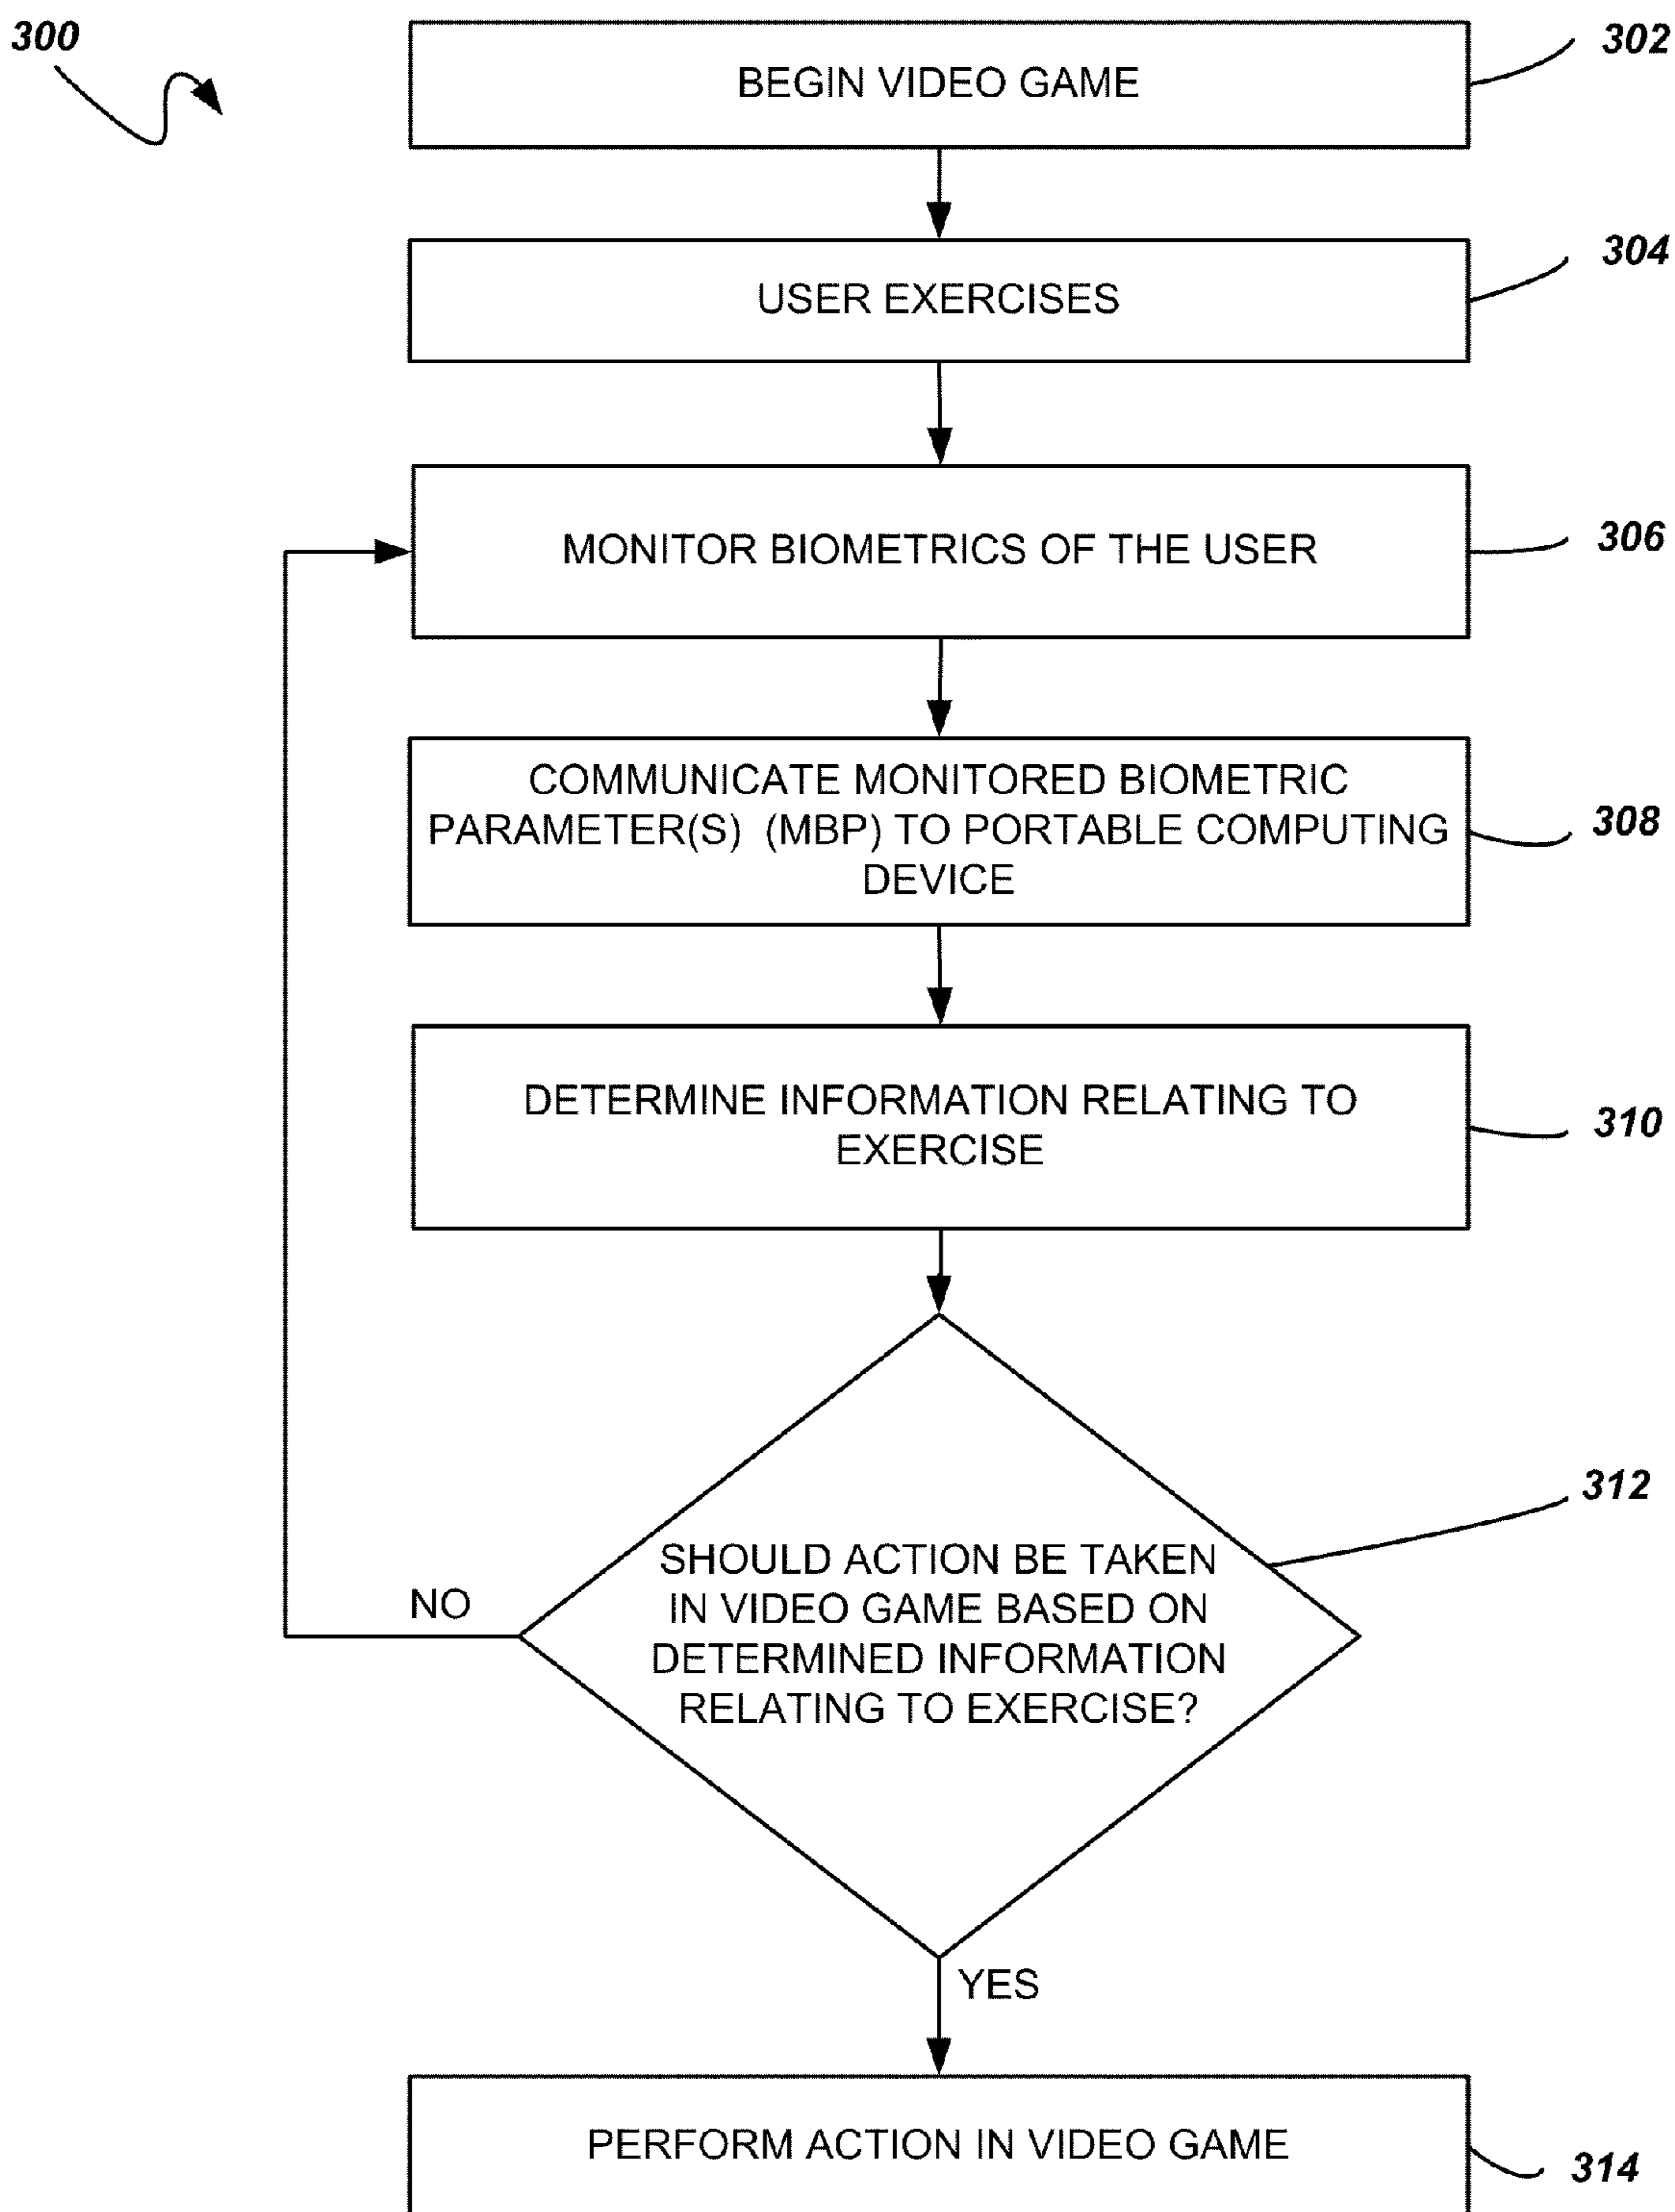 300
BEGIN VIDEO GAME
302
USER EXERCISES
304
MONITOR BIOMETRICS OF THE USER
306
COMMUNICATE MONITORED BIOMETRIC
PARAMETER(S) (MBP) TO PORTABLE COMPUTING
DEVICE
308
DETERMINE INFORMATION RELATING TO
EXERCISE
310
SHOULD ACTION BE TAKEN
IN VIDEO GAME BASED ON
DETERMINED INFORMATION
RELATING TO EXERCISE?
312
NO
YES
PERFORM ACTION IN VIDEO GAME
314